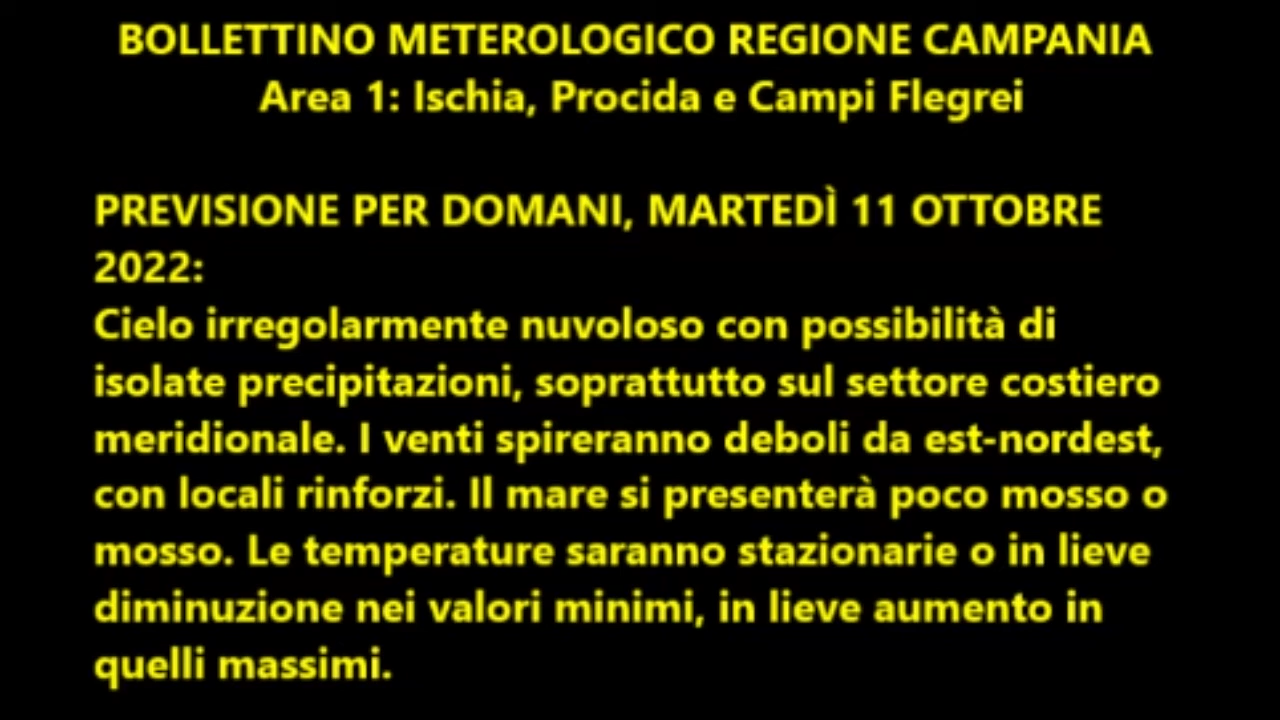 BOLLETTINO METEROLOGICO REGIONE CAMPANIA
Area 1: Ischia, Procida e Campi Flegrei
PREVISIONE PER DOMANI, MARTEDÌ 11 OTTOBRE
2022:
Cielo irregolarmente nuvoloso con possibilità di
isolate precipitazioni, soprattutto sul settore costiero
meridionale. I venti spireranno deboli da est-nordest,
con locali rinforzi. Il mare si presenterà poco mosso o
mosso. Le temperature saranno stazionarie o in lieve
diminuzione nei valori minimi, in lieve aumento in
quelli massimi.